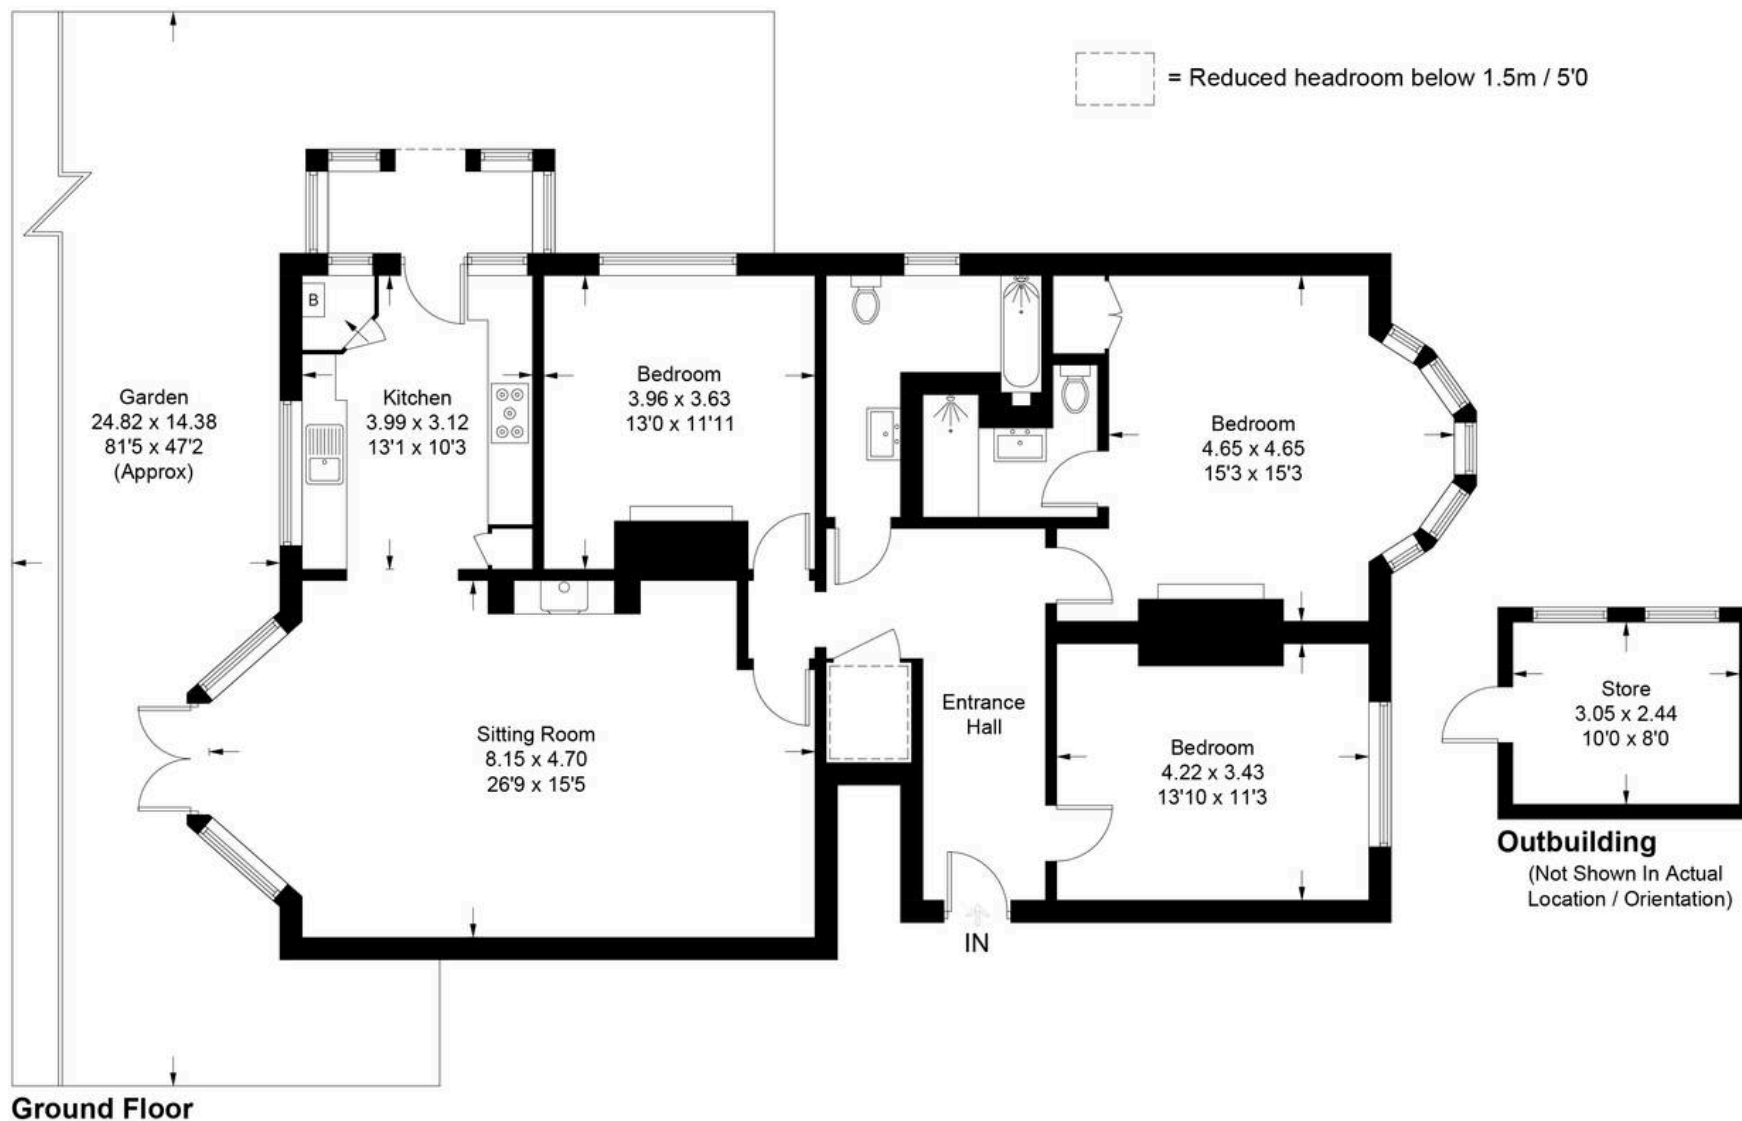 = Reduced headroom below 1.5m / 5'0
B
Garden
24.82 x 14.38
81'5 x 47'2
(Approx)
Kitchen
3.99 x 3.12
13'1 x 10'3
Bedroom
3.96 x 3.63
13'0 x 11'11
Bedroom
4.65 x 4.65
15'3 x 15'3
Sitting Room
8.15 x 4.70
26'9 x 15'5
Entrance
Hall
Bedroom
4.22 x 3.43
13'10 x 11'3
Store
3.05 x 2.44
10'0 x 8'0
Outbuilding
(Not Shown In Actual
Location / Orientation)
IN
Ground Floor